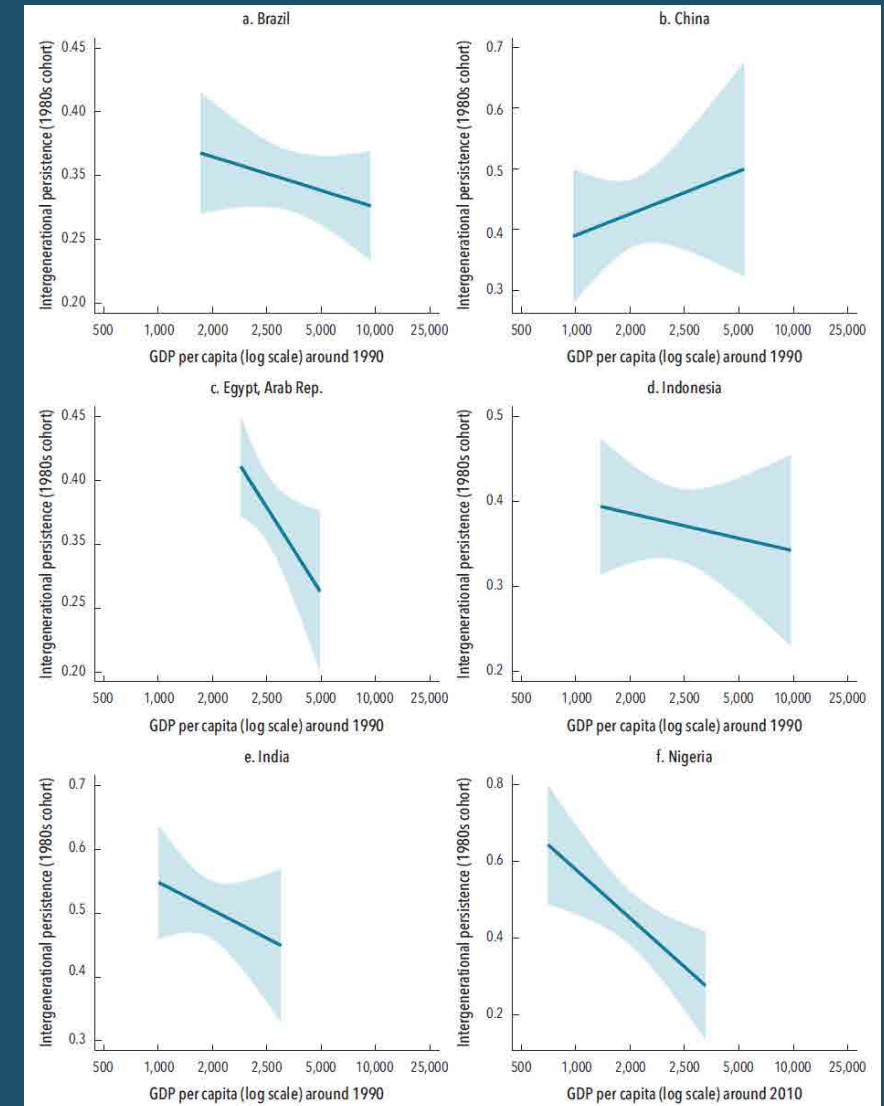 a. Brazil
Intergenerational persistence (1980s cohort)
0.45
0.40
0.35
0.25
0.20
500 1,000 2,000 2,500 5,000 10,000 25,000
GDP per capita (log scale) around 1990
b. China
Intergenerational persistence (1980s cohort)
0.7
0.6
0.5
0.4
0.3
500 1,000 2,000 2,500 5,000 10,000 25,000
GDP per capita (log scale) around 1990
c. Egypt, Arab Rep.
Intergenerational persistence (1980s cohort)
0.45
0.40
0.35
0.25
0.20
500 1,000 2,000 2,500 5,000 10,000 25,000
GDP per capita (log scale) around 1990
d. Indonesia
Intergenerational persistence (1980s cohort)
0.5
0.4
0.3
0.2
500 1,000 2,000 2,500 5,000 10,000 25,000
GDP per capita (log scale) around 1990
e. India
Intergenerational persistence (1980s cohort)
0.7
0.6
0.5
0.4
0.3
500 1,000 2,000 2,500 5,000 10,000 25,000
GDP per capita (log scale) around 1990
f. Nigeria
Intergenerational persistence (1980s cohort)
0.8
0.6
0.4
0.2
500 1,000 2,000 2,500 5,000 10,000 25,000
GDP per capita (log scale) around 2010